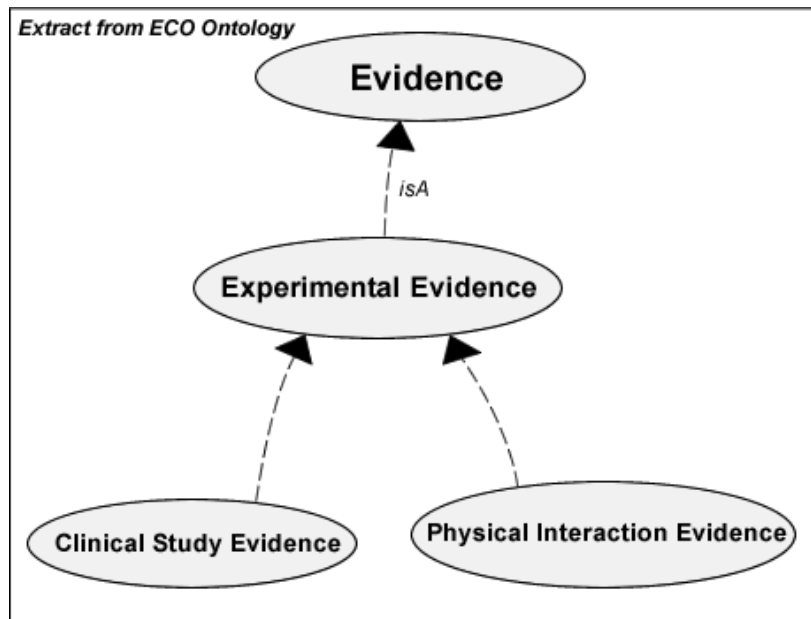 Extract from ECO Ontology
Evidence
isA
Experimental Evidence
Clinical Study Evidence
Physical Interaction Evidence